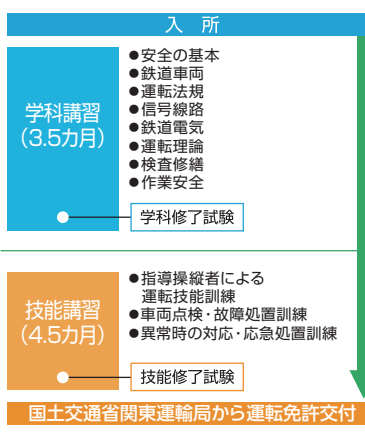 入 所
学科講習
(3.5カ月)
●安全の基本
●鉄道車両
●運転法規
●信号線路
●鉄道電気
●運転理論
●検査修繕
●作業安全
学科修了試験
技能講習
(4.5カ月)
●指導操縦者による
運転技能訓練
●車両点検・故障処置訓練
●異常時の対応・応急処置訓練
技能修了試験
国土交通省関東運輸局から運転免許交付